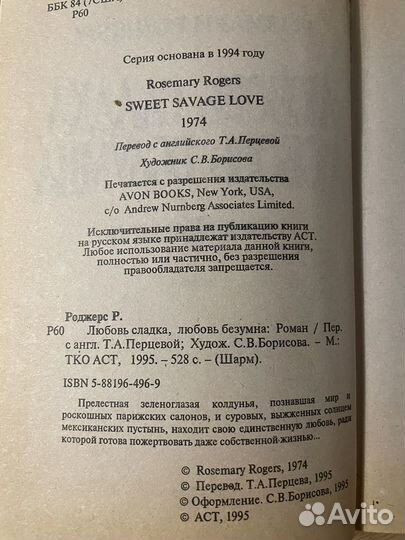 ББК 84 (7США)
Р60
Серия основана в 1994 году
Rosemary Rogers
SWEET SAVAGE LOVE
1974
Перевод с английского Т.А.Перцевой
Художник С.В.Борисова
Печатается с разрешения издательства
AVON BOOKS, New York, USA,
c/o Andrew Nurnberg Associates Limited.
Исключительные права на публикацию книги
на русском языке принадлежат издательству АСТ.
Любое использование материала данной книги,
полностью или частично, без разрешения
правообладателя запрещается.
Роджерс Р.
Р60 Любовь сладка, любовь безумна: Роман / Пер.
с англ. Т.А.Перцевой; Худож. С.В.Борисова. – М.:
ТКО АСТ, 1995. – 528 с. – (Шарм).
ISBN 5-88196-496-9
Прелестная зеленоглазая колдунья, познавшая мир и
роскошных парижских салонов, и суровых, выжженных солнцем
мексиканских пустынь, находит свою единственную любовь, ради
которой готова пожертвовать даже собственной жизнью...
© Rosemary Rogers, 1974
© Перевод. Т.А.Перцева, 1995
© Оформление. С.В.Борисова, 1995
© АСТ, 1995
Avito